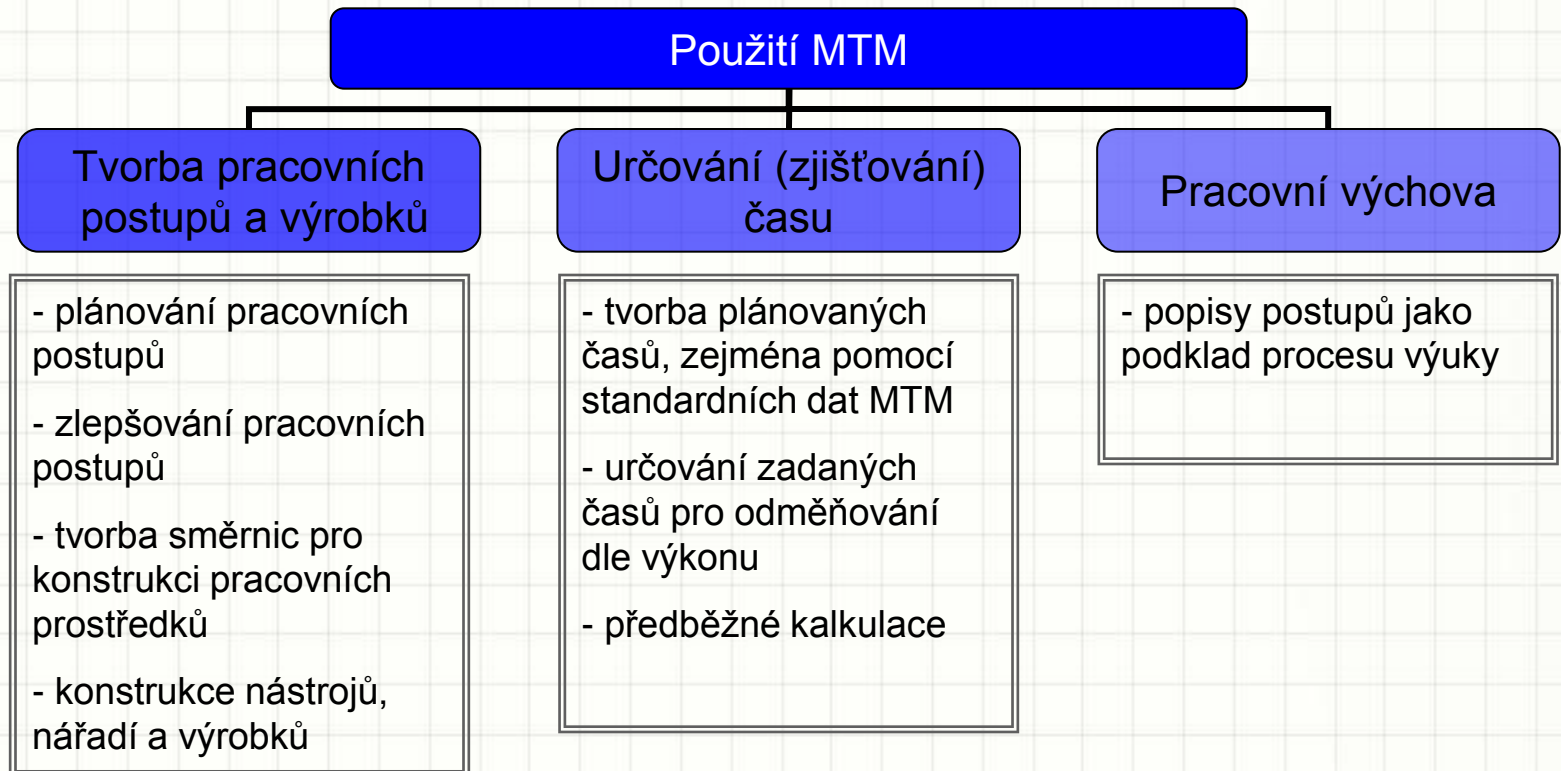 Použití MTM
Tvorba pracovních
postupů a výrobků
- plánování pracovních
postupů
- zlepšování pracovních
postupů
- tvorba směrnic pro
konstrukci pracovních
prostředků
- konstrukce nástrojů,
nářadí a výrobků
Určování (zjišťování)
času
- tvorba plánovaných
časů, zejména pomocí
standardních dat MTM
- určování zadaných
časů pro odměňování
dle výkonu
- předběžné kalkulace
Pracovní výchova
- popisy postupů jako
podklad procesu výuky